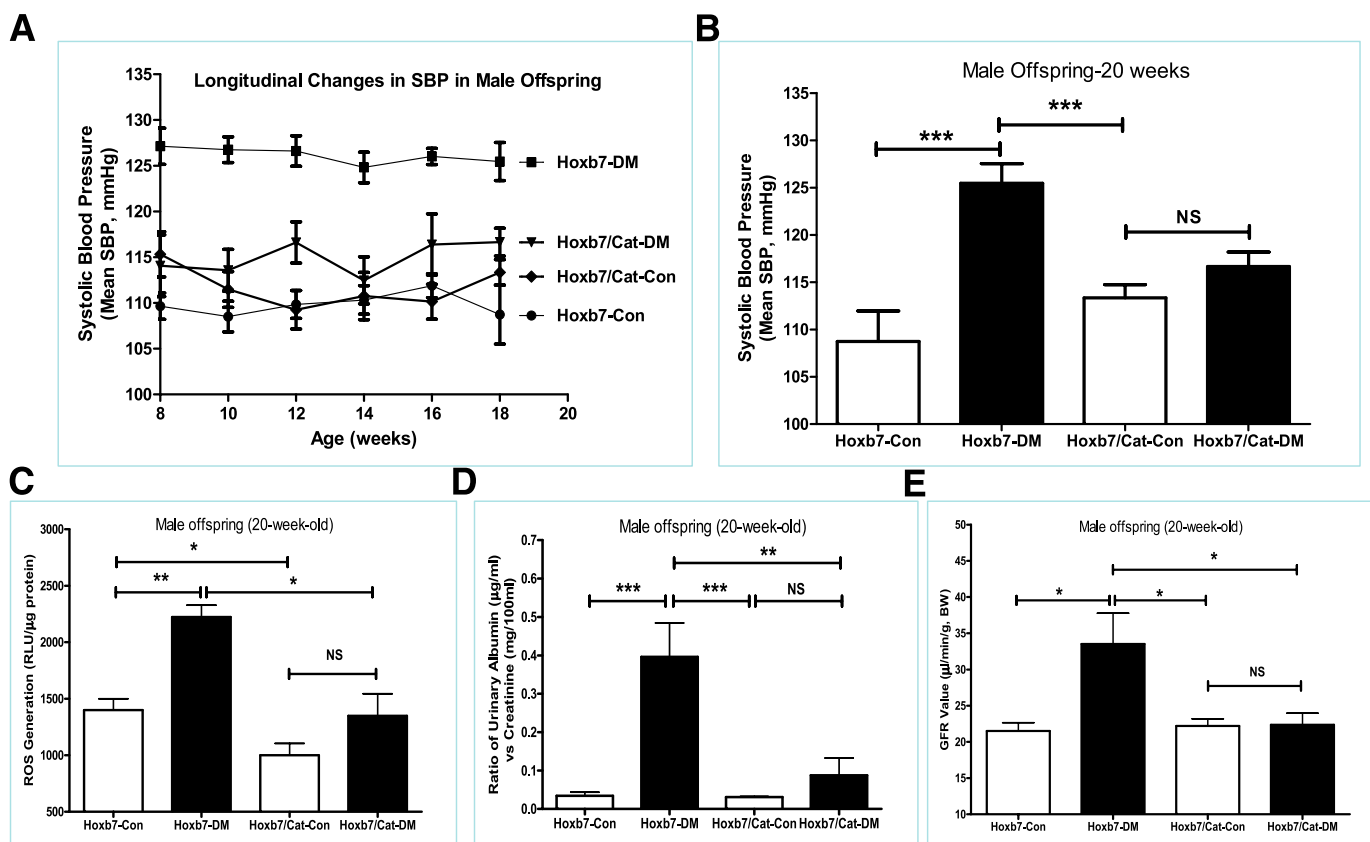 A
Longitudinal Changes in SBP in Male Offspring
Systolic Blood Pressure
(Mean SBP, mmHg)
135
130
125
120
115
110
105
100
8 10 12 14 16 18 20
Age (weeks)
Hoxb7-DM
Hoxb7/Cat-DM
Hoxb7/Cat-Con
Hoxb7-Con
B
Male Offspring-20 weeks
Systolic Blood Pressure
(Mean SBP, mmHg)
135
130
125
120
115
110
105
100
***
***
NS
Hoxb7-Con Hoxb7-DM Hoxb7/Cat-Con Hoxb7/Cat-DM
C
Male offspring (20-week-old)
ROS Generation (RLU/µg protein)
3000
2500
2000
1500
1000
500
*
**
*
NS
Hoxb7-Con Hoxb7-DM Hoxb7/Cat-Con Hoxb7/Cat-DM
D
Male offspring (20-week-old)
Ratio of Urinary Albumin (µg/ml)
vs Creatinine (mg/100ml)
0.7
0.6
0.5
0.4
0.3
0.2
0.1
0.0
**
***
***
NS
Hoxb7-Con Hoxb7-DM Hoxb7/Cat-Con Hoxb7/Cat-DM
E
Male offspring (20-week-old)
GFR Value (µl/min/g, BW)
50
45
40
35
30
25
20
15
10
*
*
*
NS
Hoxb7-Con Hoxb7-DM Hoxb7/Cat-Con Hoxb7/Cat-DM